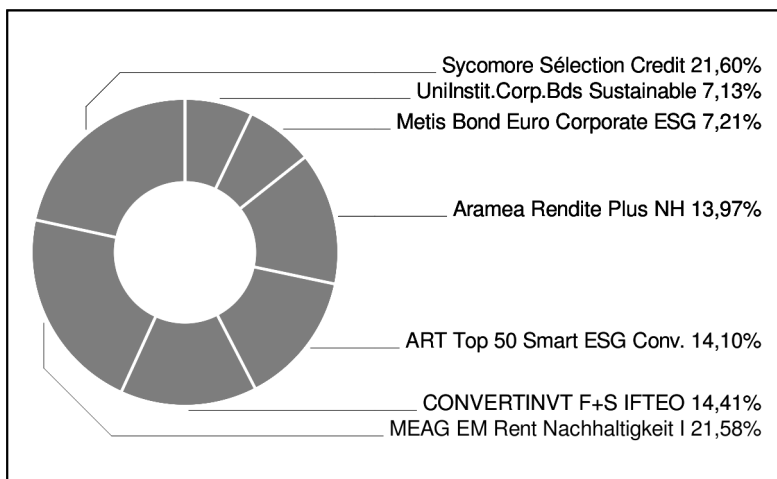 Sycomore Sélection Credit 21,60%
UniInstit.Corp.Bds Sustainable 7,13%
Metis Bond Euro Corporate ESG 7,21%
Aramea Rendite Plus NH 13,97%
ART Top 50 Smart ESG Conv. 14,10%
CONVERTINVT F+S IFTEO 14,41%
MEAG EM Rent Nachhaltigkeit I 21,58%